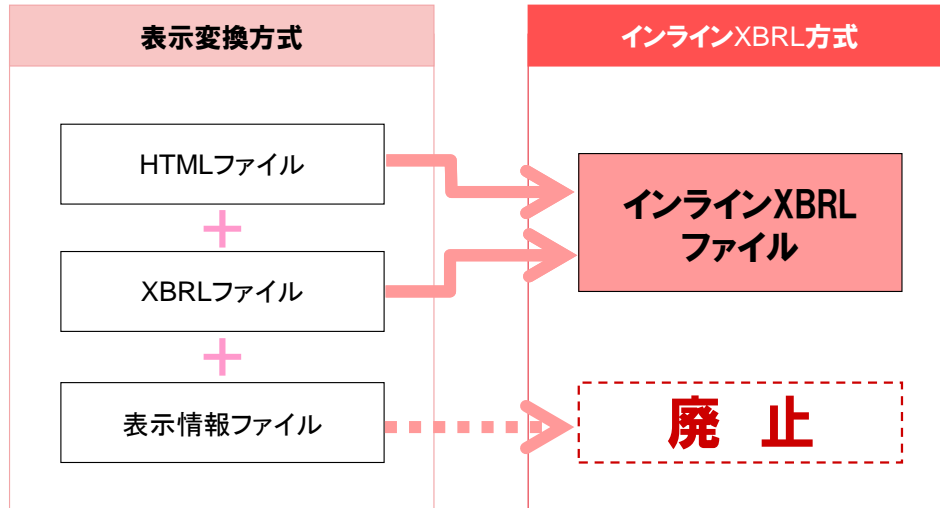 表示変換方式
インラインXBRL方式
HTMLファイル
+
XBRLファイル
+
表示情報ファイル
インラインXBRL
ファイル
廃 止